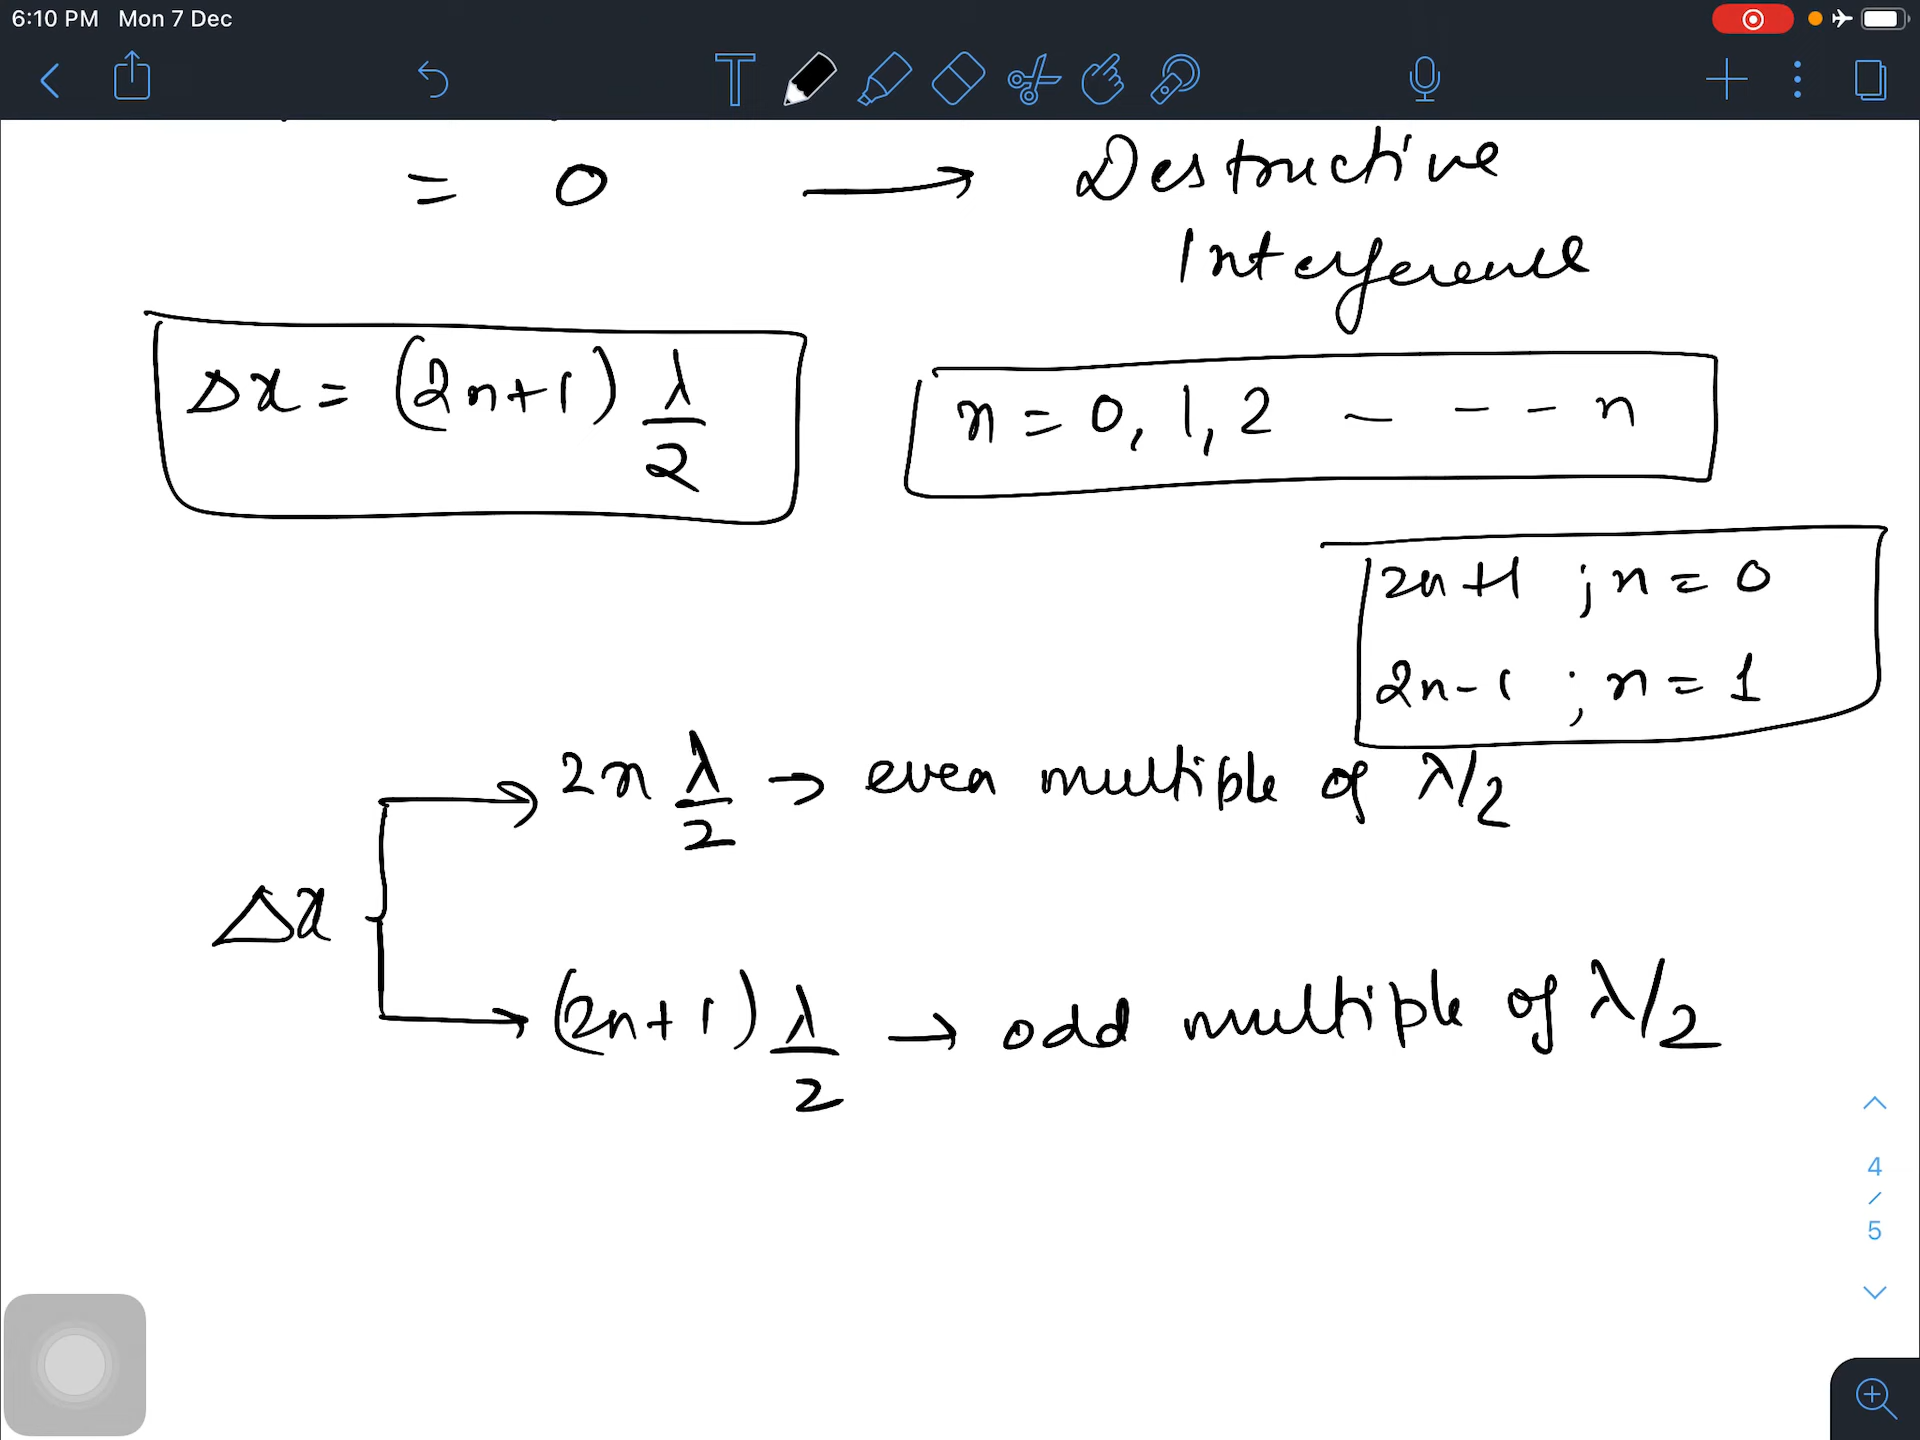 6:10 PM Mon 7 Dec
= 0 → Destructive
Interference
Δx = (2n+1) λ/2
n = 0, 1, 2 - - - - n
2n+1 ; n = 0
2n-1 ; n = 1
2n λ/2 → even multiple of λ/2
Δx
(2n+1) λ/2 → odd multiple of λ/2
4
/
5